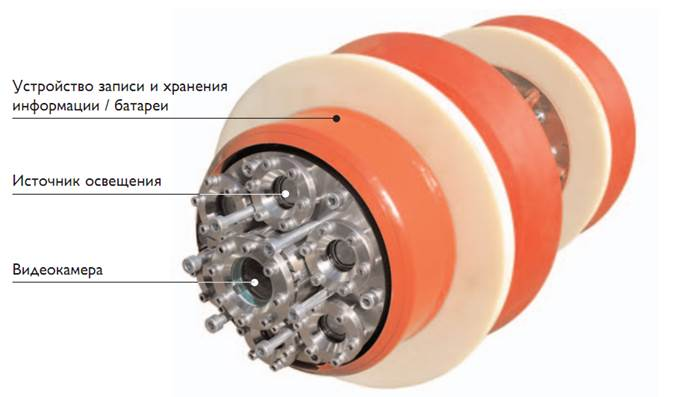 Устройство записи и хранения
информации / батареи
Источник освещения
Видеокамера